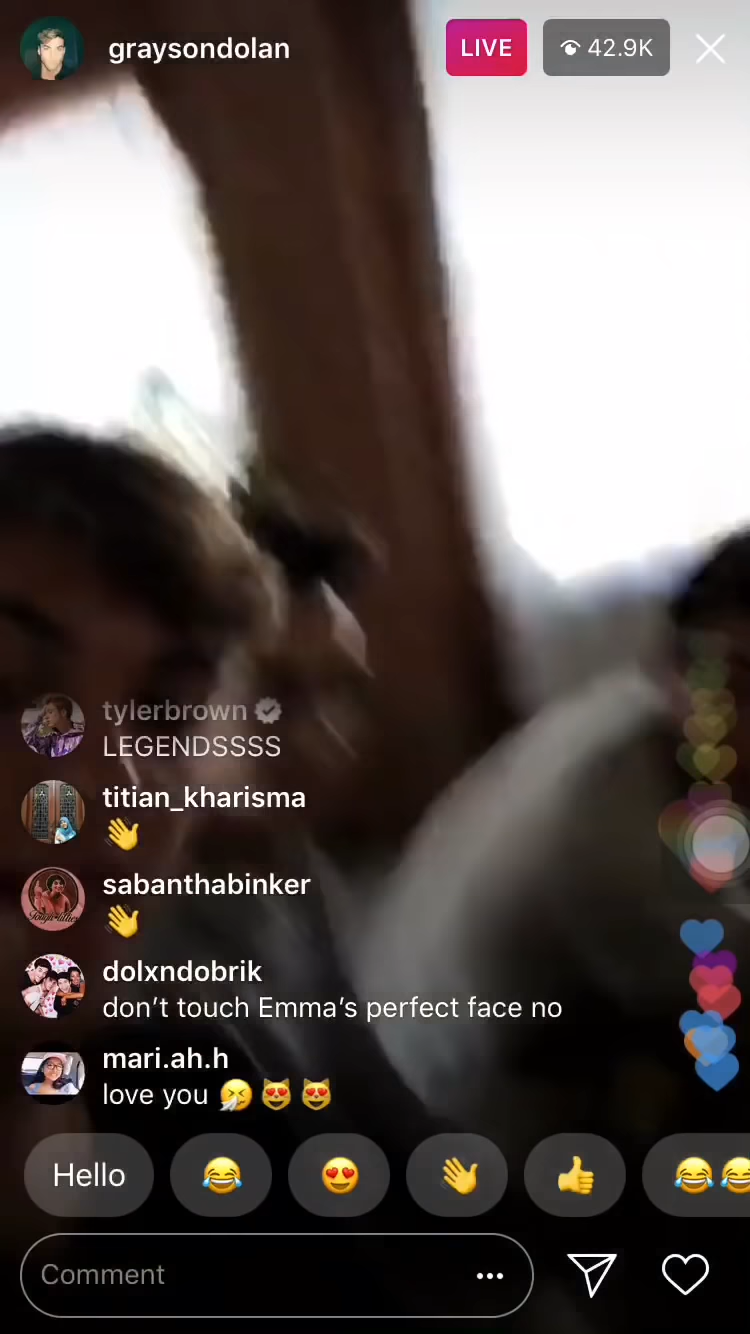 graysondolan
LIVE
42.9K
tylerbrown
LEGENDSSSS
titian_kharisma
👋
sabanthabinker
👋
dolxndobrik
don’t touch Emma’s perfect face no
mari.ah.h
love you 🤧😻😻
Hello 😂 😍 👋 👍 😂😂
Comment